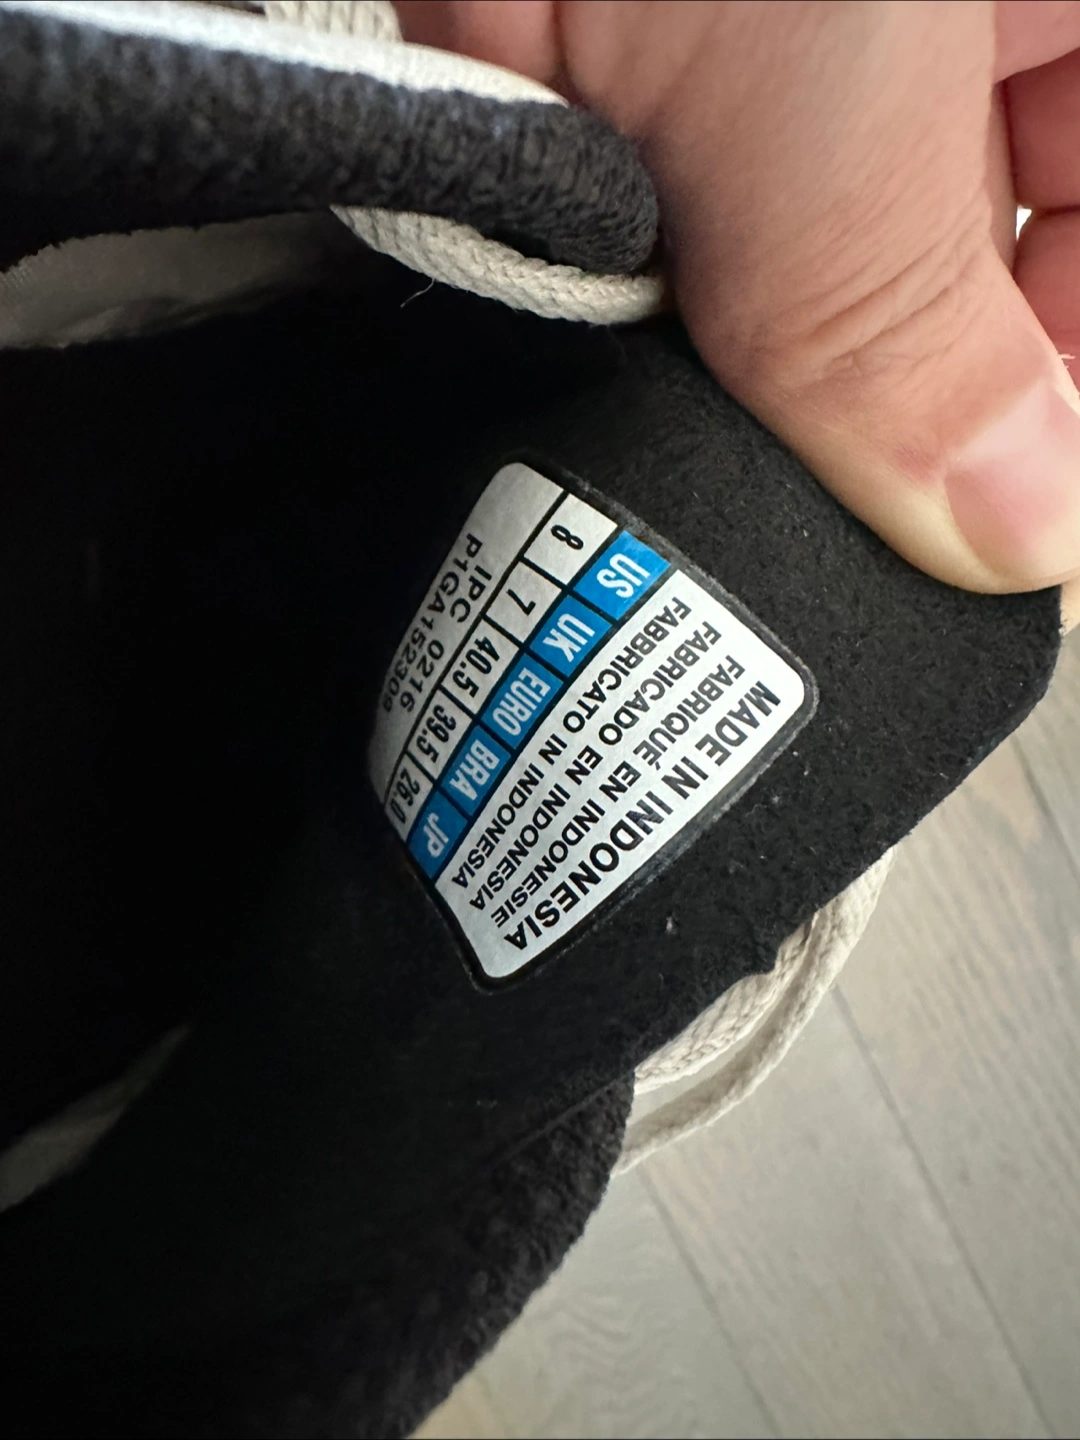 MADE IN INDONESIA
FABRIQUÉ EN INDONESIE
FABRICADO EN INDONESIA
FABBRICATO IN INDONESIA
US UK EURO BRA JP
8 7 40.5 39.5 26.0
IPC 0216
P1GA152309